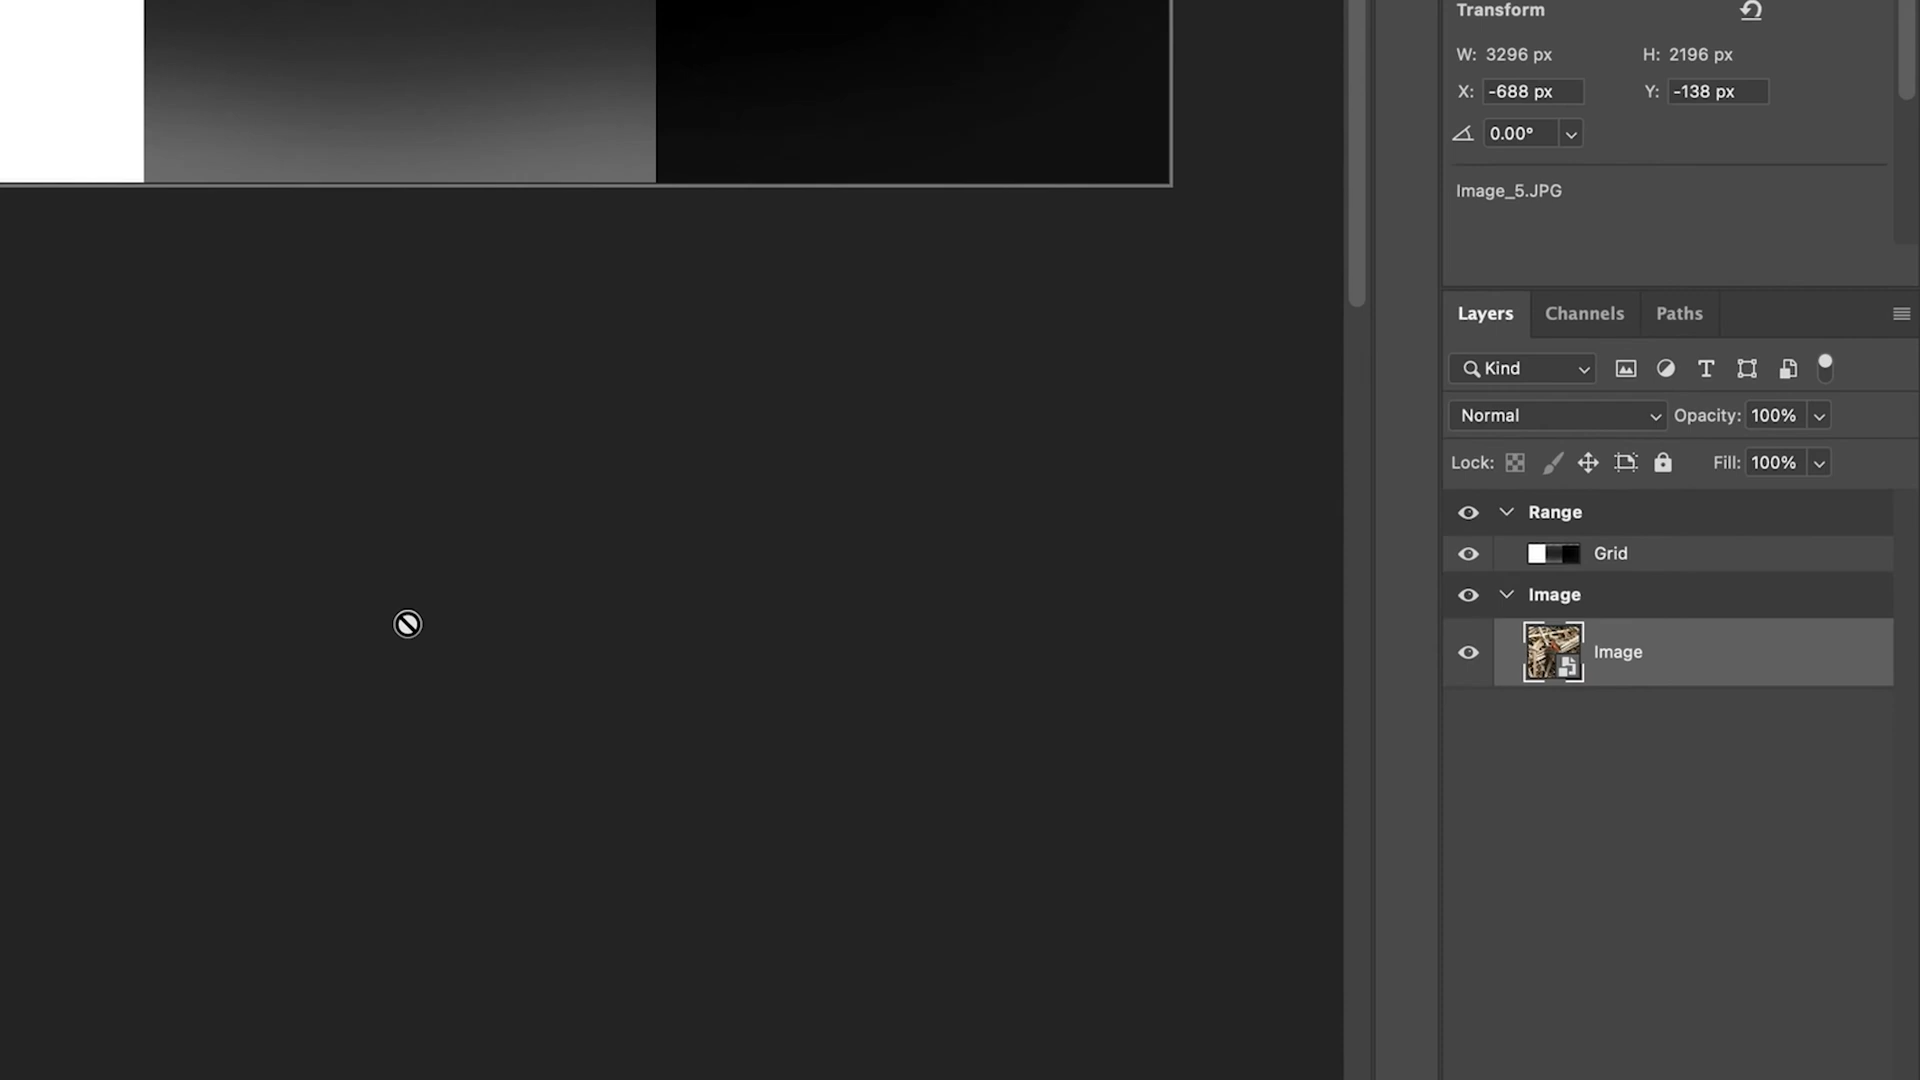 Transform
W: 3296 px H: 2196 px
X: -688 px Y: -138 px
0.00°
Image_5.JPG
Layers Channels Paths
Kind
Normal Opacity: 100%
Lock: Fill: 100%
Range
Grid
Image
Image